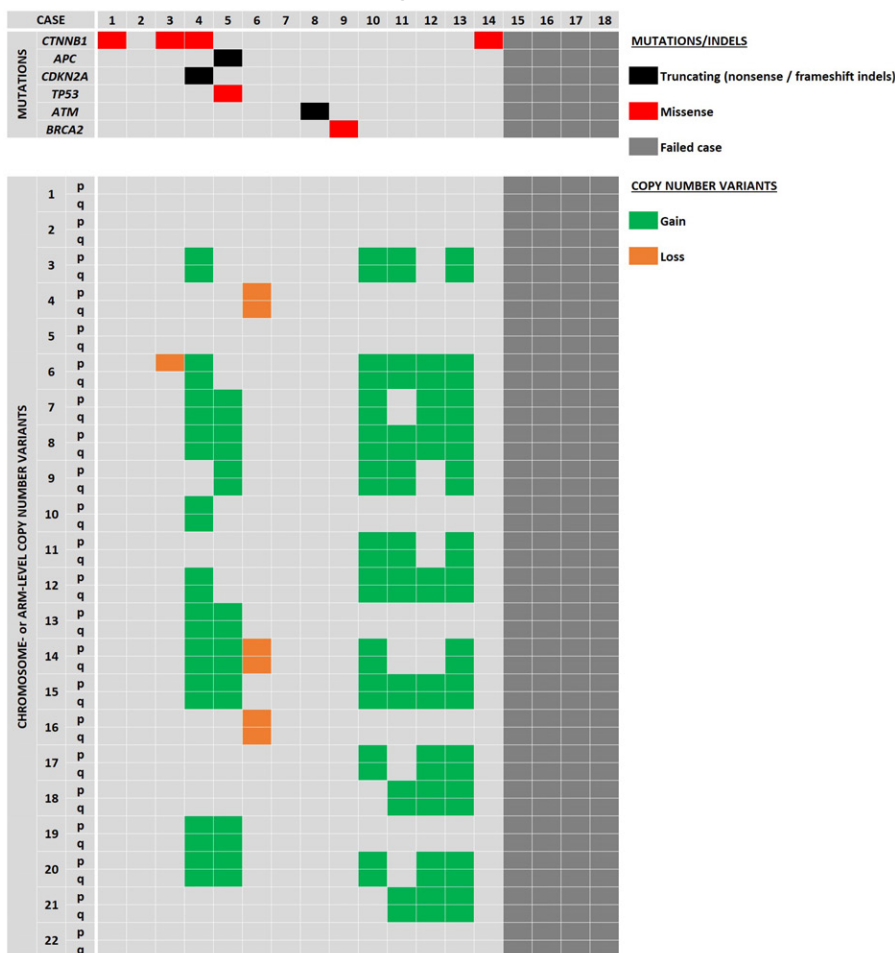 CASE 1 2 3 4 5 6 7 8 9 10 11 12 13 14 15 16 17 18
MUTATIONS
CTNNB1
APC
CDKN2A
TP53
ATM
BRCA2
MUTATIONS/INDELS
Truncating (nonsense / frameshift indels)
Missense
Failed case
COPY NUMBER VARIANTS
Gain
Loss
CHROMOSOME- or ARM-LEVEL COPY NUMBER VARIANTS
1 p
q
2 p
q
3 p
q
4 p
q
5 p
q
6 p
q
7 p
q
8 p
q
9 p
q
10 p
q
11 p
q
12 p
q
13 p
q
14 p
q
15 p
q
16 p
q
17 p
q
18 p
q
19 p
q
20 p
q
21 p
q
22 p
q